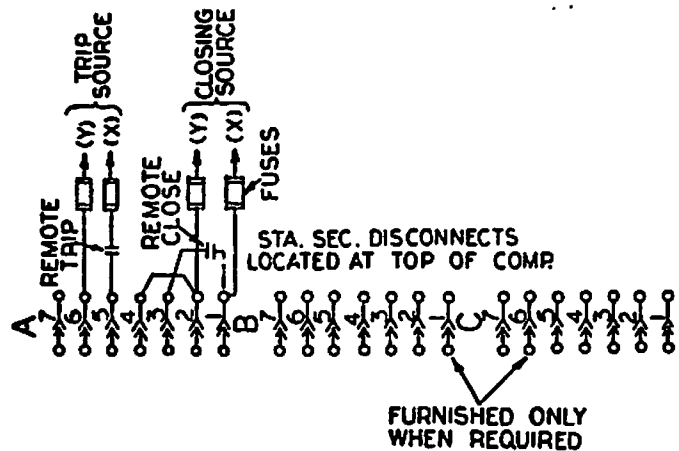 TRIP
SOURCE
(Y)
(X)
CLOSING
SOURCE
(Y)
(X)
REMOTE
TRIP
REMOTE
CLOSE
FUSES
STA. SEC. DISCONNECTS
LOCATED AT TOP OF COMP.
A
7
6
5
4
3
2
1
B
7
6
5
4
3
2
1
C
7
6
5
4
3
2
1
FURNISHED ONLY
WHEN REQUIRED